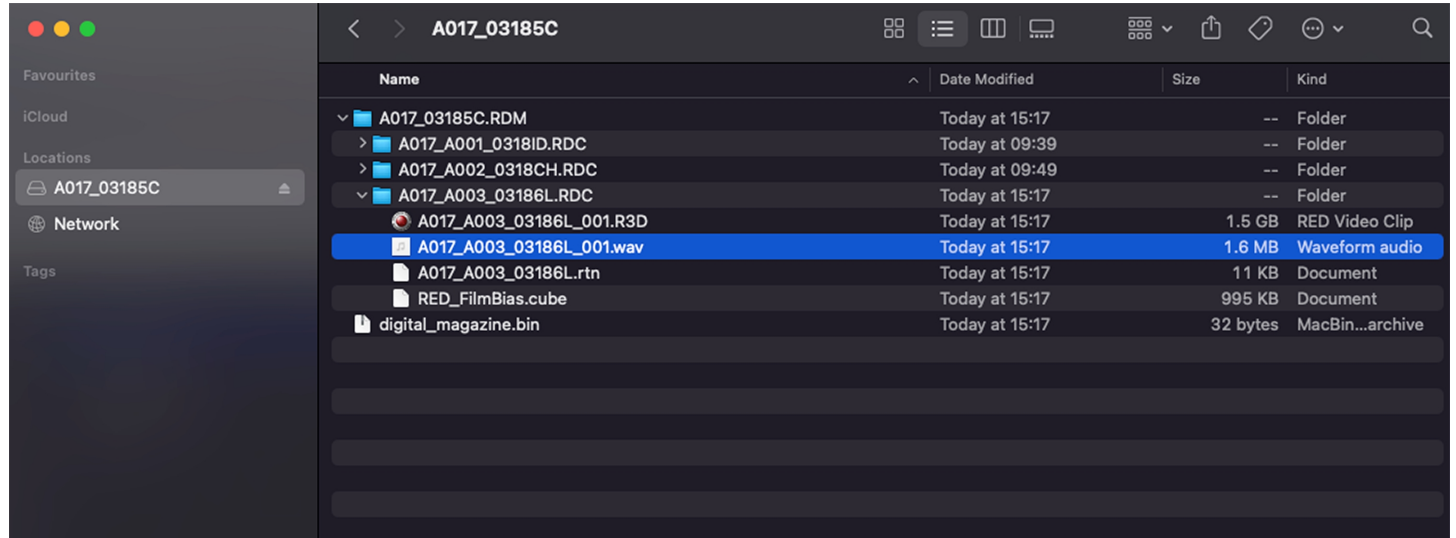 A017_03185C
Favourites
iCloud
Locations
A017_03185C
Network
Tags
Name Date Modified Size Kind
A017_03185C.RDM Today at 15:17 -- Folder
A017_A001_0318ID.RDC Today at 09:39 -- Folder
A017_A002_0318CH.RDC Today at 09:49 -- Folder
A017_A003_03186L.RDC Today at 15:17 -- Folder
A017_A003_03186L_001.R3D Today at 15:17 1.5 GB RED Video Clip
A017_A003_03186L_001.wav Today at 15:17 1.6 MB Waveform audio
A017_A003_03186L.rtn Today at 15:17 11 KB Document
RED_FilmBias.cube Today at 15:17 995 KB Document
digital_magazine.bin Today at 15:17 32 bytes MacBin...archive